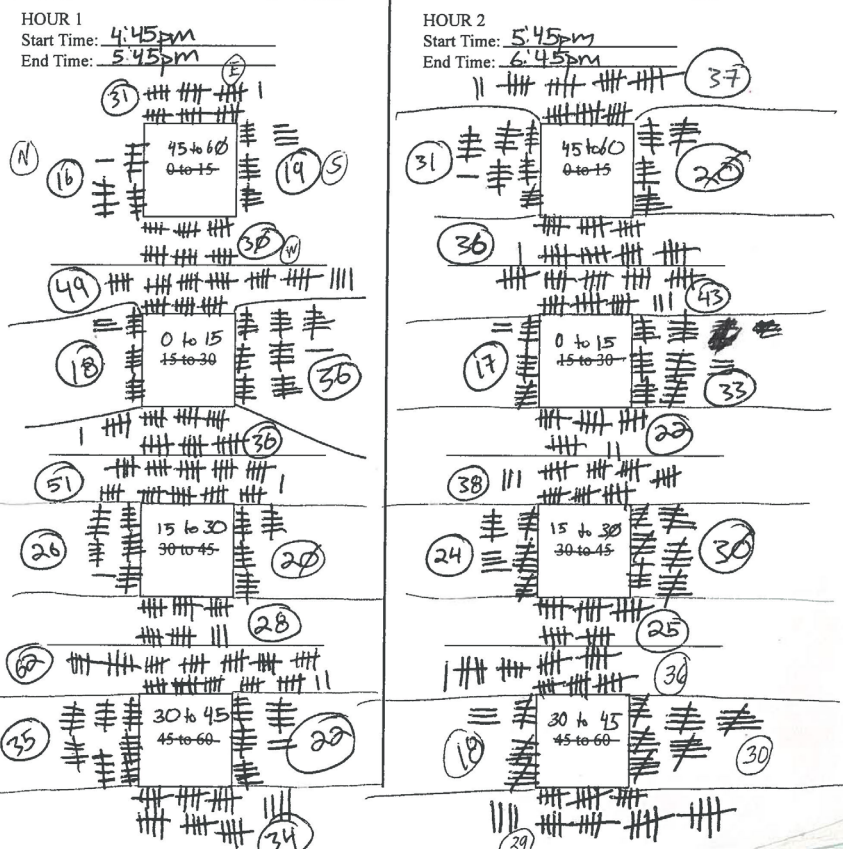 HOUR 1
Start Time: 4:45pm
End Time: 5:45pm
E
31
45 to 60
0 to 15
N
16
19
S
30
W
49
0 to 15
15 to 30
18
36
36
51
15 to 30
30 to 45
26
20
28
62
30 to 45
45 to 60
35
22
34
HOUR 2
Start Time: 5:45pm
End Time: 6:45pm
37
45 to 60
0 to 15
31
20
36
43
0 to 15
15 to 30
17
33
22
38
15 to 30
30 to 45
24
30
25
36
30 to 45
45 to 60
18
30
29